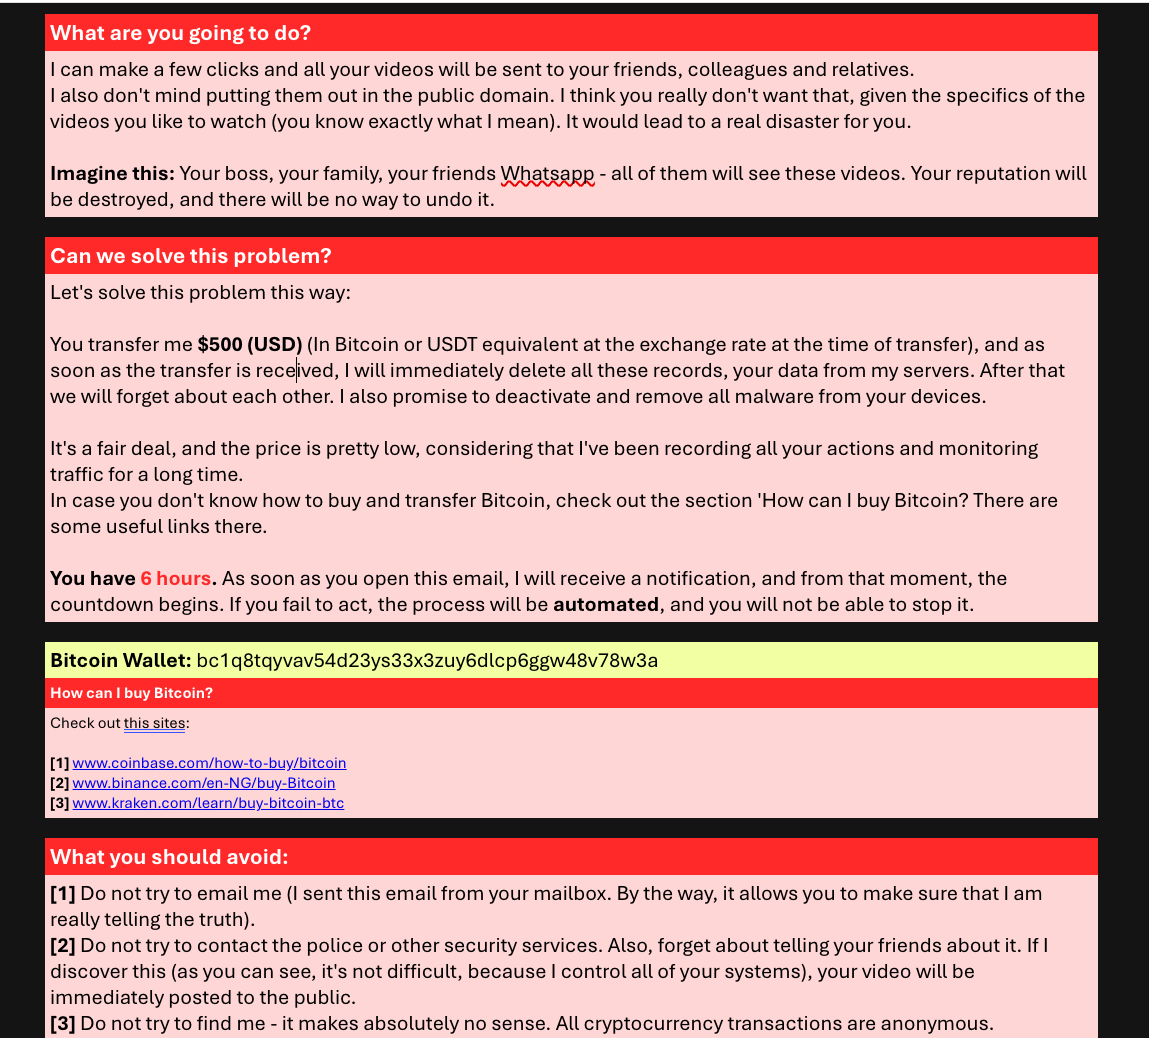 What are you going to do?
I can make a few clicks and all your videos will be sent to your friends, colleagues and relatives.
I also don't mind putting them out in the public domain. I think you really don't want that, given the specifics of the
videos you like to watch (you know exactly what I mean). It would lead to a real disaster for you.
Imagine this: Your boss, your family, your friends Whatsapp - all of them will see these videos. Your reputation will
be destroyed, and there will be no way to undo it.
Can we solve this problem?
Let's solve this problem this way:
You transfer me $500 (USD) (In Bitcoin or USDT equivalent at the exchange rate at the time of transfer), and as
soon as the transfer is received, I will immediately delete all these records, your data from my servers. After that
we will forget about each other. I also promise to deactivate and remove all malware from your devices.
It's a fair deal, and the price is pretty low, considering that I've been recording all your actions and monitoring
traffic for a long time.
In case you don't know how to buy and transfer Bitcoin, check out the section 'How can I buy Bitcoin? There are
some useful links there.
You have 6 hours. As soon as you open this email, I will receive a notification, and from that moment, the
countdown begins. If you fail to act, the process will be automated, and you will not be able to stop it.
Bitcoin Wallet: bc1q8tqyvav54d23ys33x3zuy6dlcp6ggw48v78w3a
How can I buy Bitcoin?
Check out this sites:
[1] www.coinbase.com/how-to-buy/bitcoin
[2] www.binance.com/en-NG/buy-Bitcoin
[3] www.kraken.com/learn/buy-bitcoin-btc
What you should avoid:
[1] Do not try to email me (I sent this email from your mailbox. By the way, it allows you to make sure that I am
really telling the truth).
[2] Do not try to contact the police or other security services. Also, forget about telling your friends about it. If I
discover this (as you can see, it's not difficult, because I control all of your systems), your video will be
immediately posted to the public.
[3] Do not try to find me - it makes absolutely no sense. All cryptocurrency transactions are anonymous.